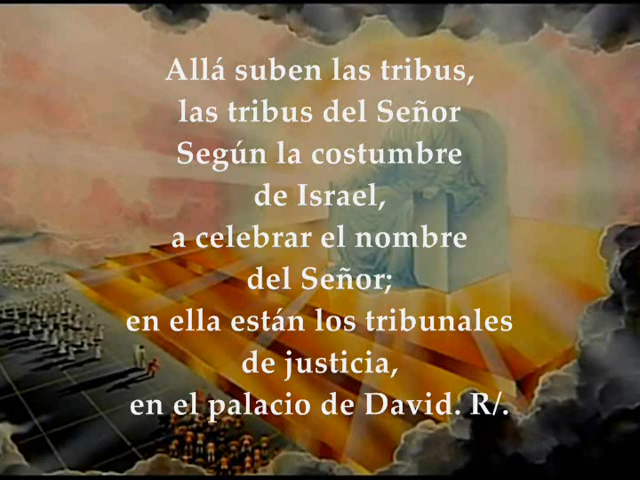 Allá suben las tribus,
las tribus del Señor
Según la costumbre
de Israel,
a celebrar el nombre
del Señor;
en ella están los tribunales
de justicia,
en el palacio de David. R/.